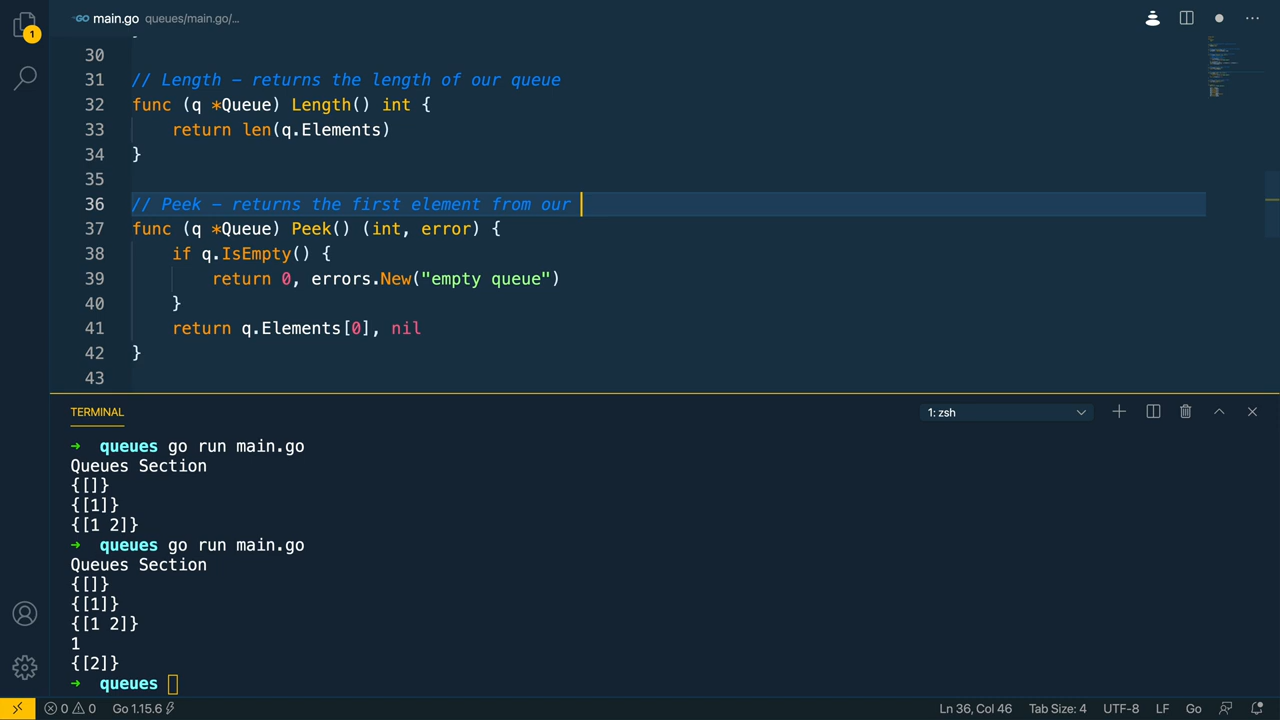 1
GO main.go queues/main.go/...
30
31 // Length – returns the length of our queue
32 func (q *Queue) Length() int {
33 return len(q.Elements)
34 }
35
36 // Peek – returns the first element from our
37 func (q *Queue) Peek() (int, error) {
38 if q.IsEmpty() {
39 return 0, errors.New("empty queue")
40 }
41 return q.Elements[0], nil
42 }
43
TERMINAL 1: zsh
→ queues go run main.go
Queues Section
{[]}
{[1]}
{[1 2]}
→ queues go run main.go
Queues Section
{[]}
{[1]}
{[1 2]}
1
{[2]}
→ queues
0 0 Go 1.15.6 Ln 36, Col 46 Tab Size: 4 UTF-8 LF Go